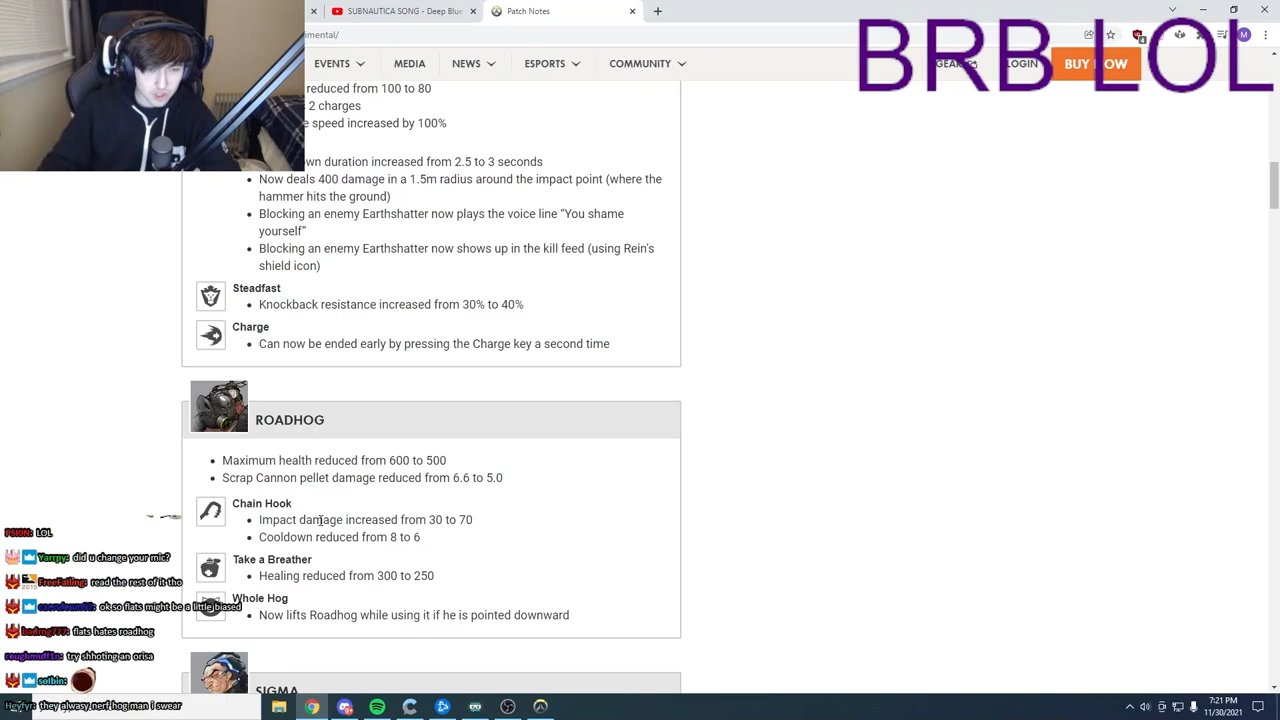 SUBNAUTICA SONG - Deep Blue
Patch Notes
imental/
BRB LOL
EVENTS
MEDIA
NEWS
ESPORTS
COMMUNITY
LOGIN
BUY NOW
reduced from 100 to 80
2 charges
speed increased by 100%
duration increased from 2.5 to 3 seconds
Now deals 400 damage in a 1.5m radius around the impact point (where the
hammer hits the ground)
Blocking an enemy Earthshatter now plays the voice line “You shame
yourself”
Blocking an enemy Earthshatter now shows up in the kill feed (using Rein's
shield icon)
Steadfast
Knockback resistance increased from 30% to 40%
Charge
Can now be ended early by pressing the Charge key a second time
ROADHOG
Maximum health reduced from 600 to 500
Scrap Cannon pellet damage reduced from 6.6 to 5.0
Chain Hook
Impact damage increased from 30 to 70
Cooldown reduced from 8 to 6
Take a Breather
Healing reduced from 300 to 250
Whole Hog
Now lifts Roadhog while using it if he is pointed downward
SIGMA
PSION: LOL
Yarrpy: did u change your mic?
FreeFalling: read the rest of it tho
ok so flats might be a little biased
badrng777: flats hates roadhog
roughmuff1n: try shhoting an orisa
solbin:
Heyfyr: they alwasy nerf hog man i swear
7:21 PM
11/30/2021